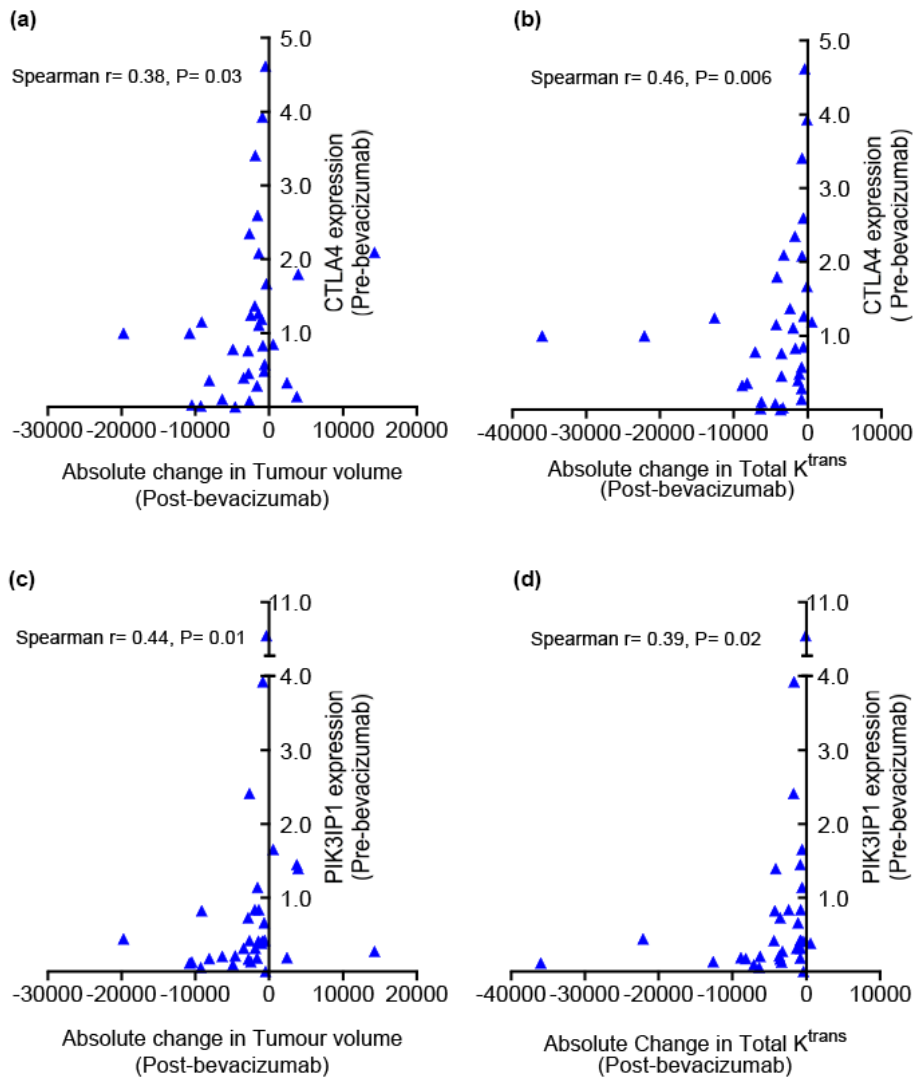 (a)
Spearman r= 0.38, P= 0.03
5.0
4.0
3.0
2.0
1.0
CTLA4 expression
(Pre-bevacizumab)
-30000 -20000 -10000 0 10000 20000
Absolute change in Tumour volume
(Post-bevacizumab)
(b)
Spearman r= 0.46, P= 0.006
5.0
4.0
3.0
2.0
1.0
CTLA4 expression
( Pre-bevacizumab)
-40000 -30000 -20000 -10000 0 10000
Absolute change in Total K^trans
(Post-bevacizumab)
(c)
Spearman r= 0.44, P= 0.01
11.0
4.0
3.0
2.0
1.0
PIK3IP1 expression
(Pre-bevacizumab)
-30000 -20000 -10000 0 10000 20000
Absolute change in Tumour volume
(Post-bevacizumab)
(d)
Spearman r= 0.39, P= 0.02
11.0
4.0
3.0
2.0
1.0
PIK3IP1 expression
(Pre-bevacizumab)
-40000 -30000 -20000 -10000 0 10000
Absolute Change in Total K^trans
(Post-bevacizumab)